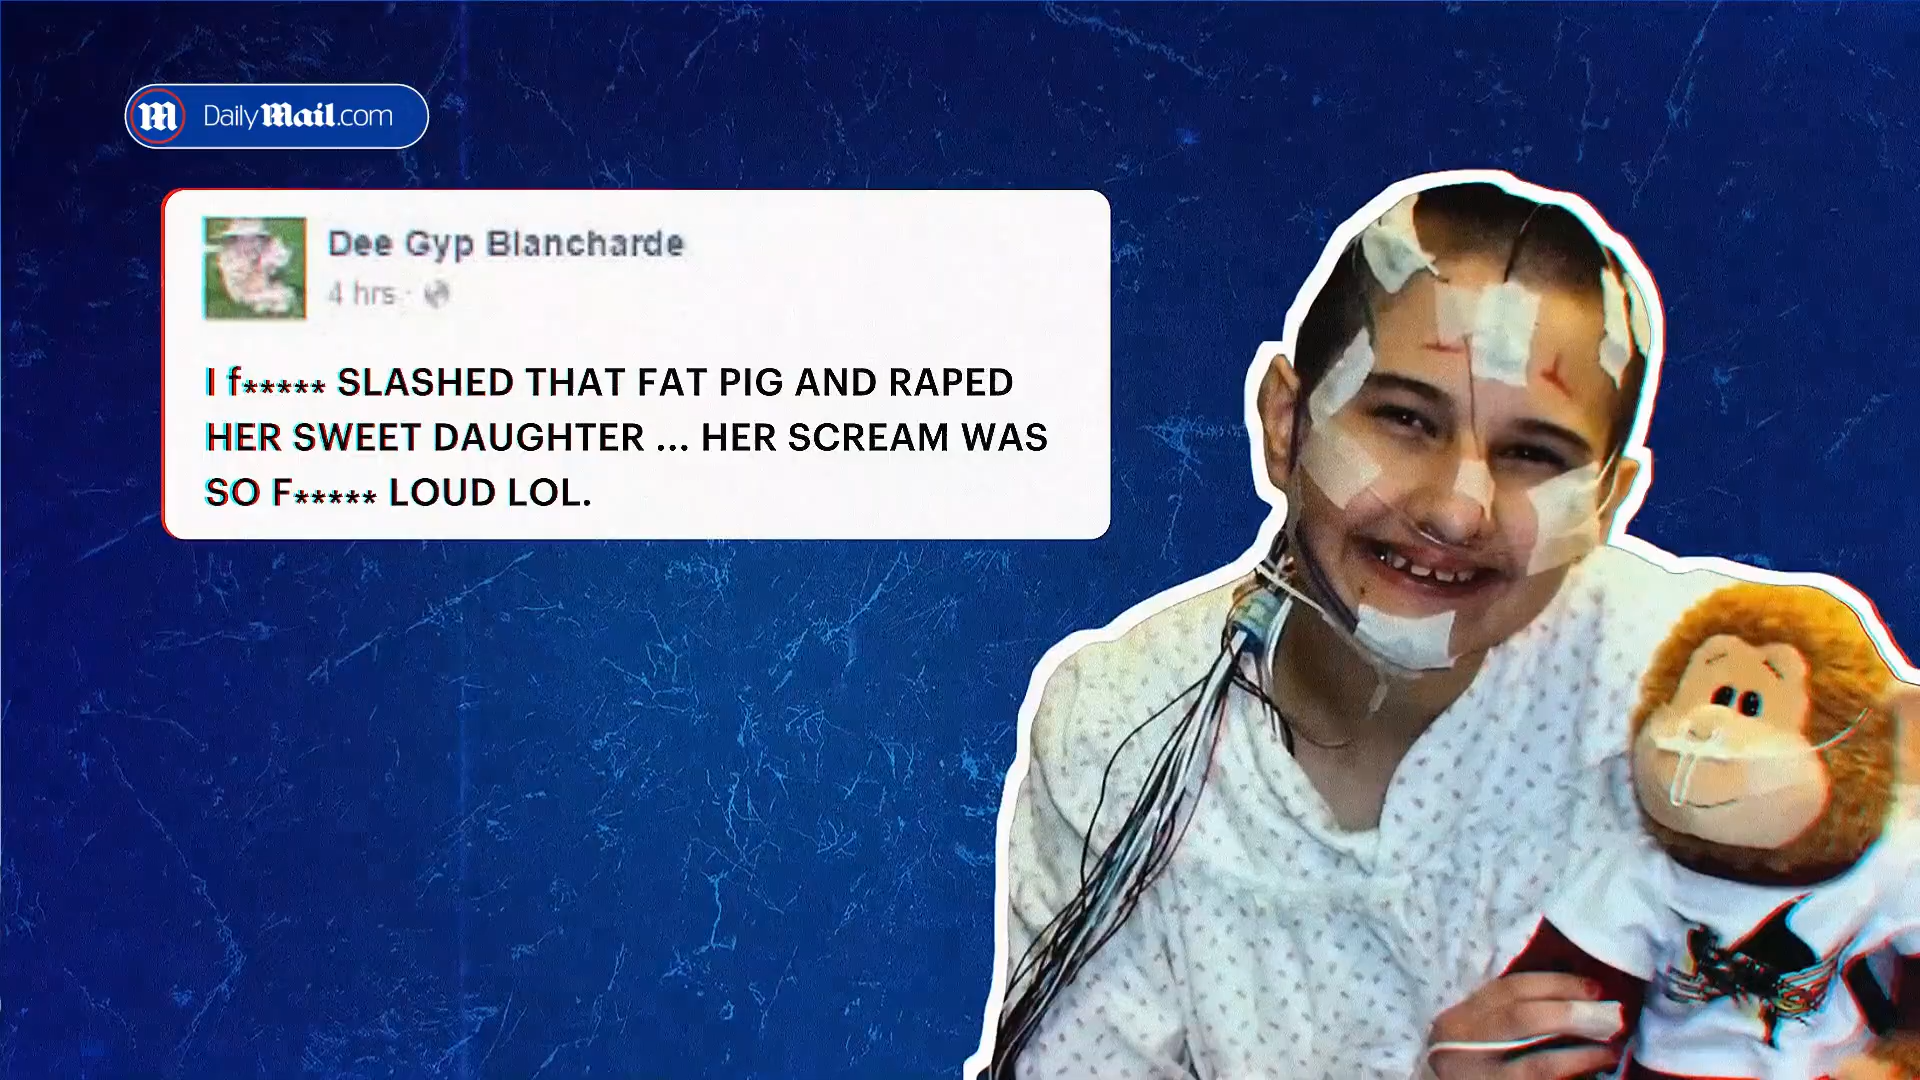 M DailyMail.com
Dee Gyp Blancharde
4 hrs ·
I f***** SLASHED THAT FAT PIG AND RAPED
HER SWEET DAUGHTER ... HER SCREAM WAS
SO F***** LOUD LOL.